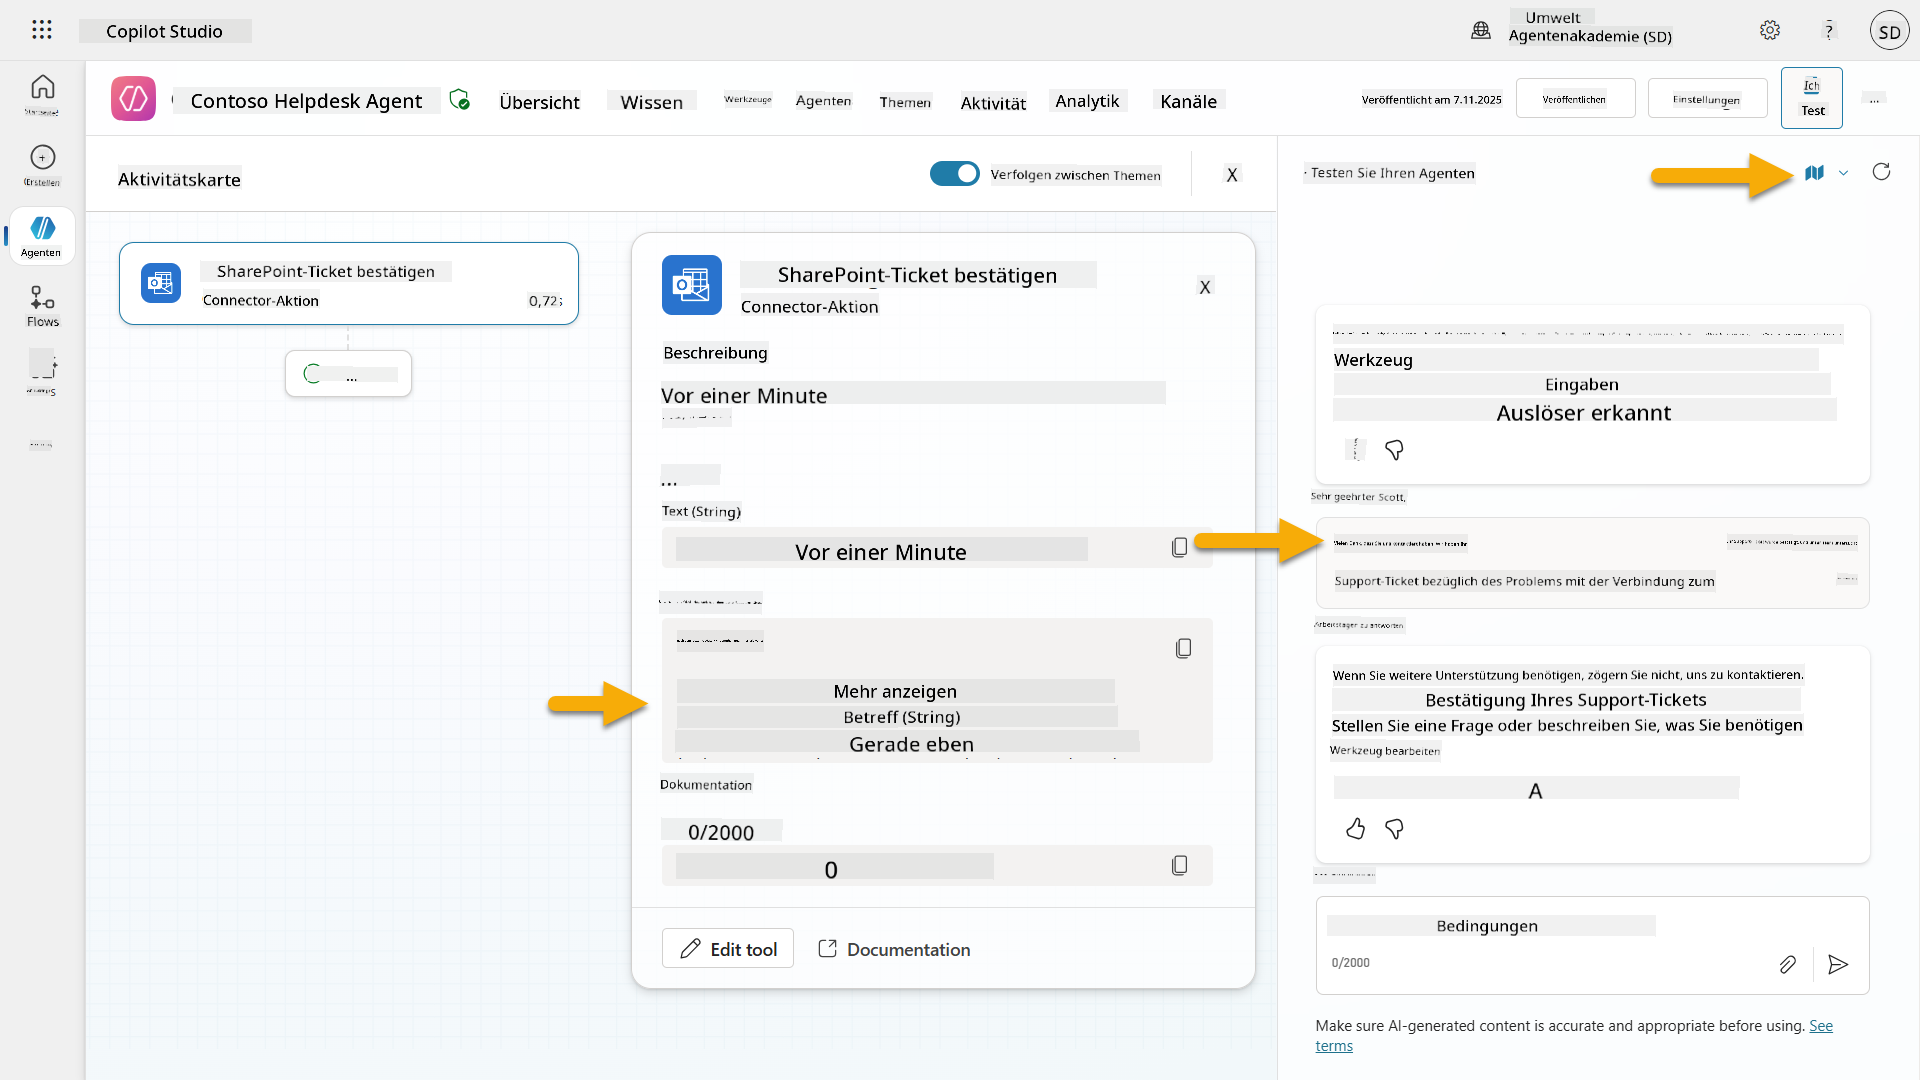 Copilot Studio
Umwelt
Agentenakademie (SD)
?
SD
Contoso Helpdesk Agent
Übersicht
Wissen
Werkzeuge
Agenten
Themen
Aktivität
Analytik
Kanäle
Veröffentlicht am 7.11.2025
Veröffentlichen
Einstellungen
Ich
Test
...
(Erstellen
Agenten
Flows
Aktivitätskarte
Verfolgen zwischen Themen
X
SharePoint-Ticket bestätigen
Connector-Aktion
0,72s
...
SharePoint-Ticket bestätigen
Connector-Aktion
X
Beschreibung
Vor einer Minute
...
Text (String)
Vor einer Minute
Mehr anzeigen
Betreff (String)
Gerade eben
Dokumentation
0/2000
0
Edit tool
Documentation
· Testen Sie Ihren Agenten
Werkzeug
Eingaben
Auslöser erkannt
Sehr geehrter Scott,
Support-Ticket bezüglich des Problems mit der Verbindung zum
Arbeitstagen zu antworten.
Wenn Sie weitere Unterstützung benötigen, zögern Sie nicht, uns zu kontaktieren.
Bestätigung Ihres Support-Tickets
Stellen Sie eine Frage oder beschreiben Sie, was Sie benötigen
Werkzeug bearbeiten
A
Bedingungen
0/2000
Make sure AI-generated content is accurate and appropriate before using. See
terms